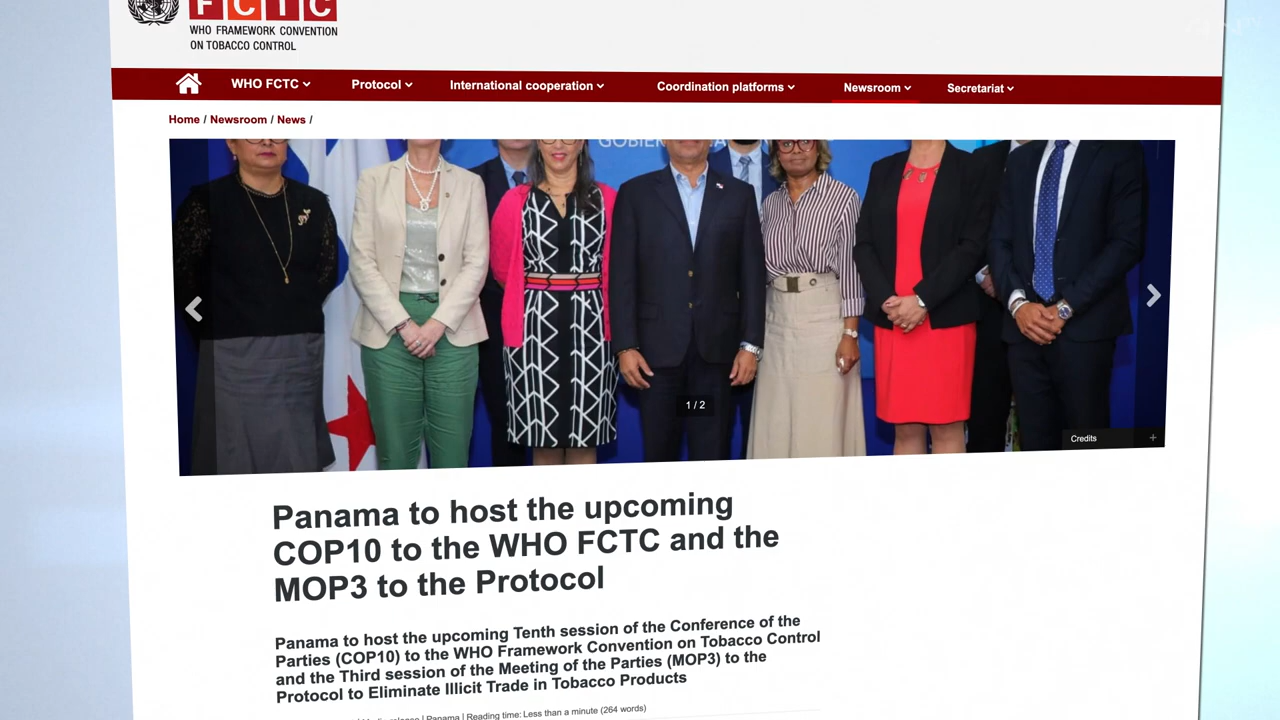 FCTC
WHO FRAMEWORK CONVENTION
ON TOBACCO CONTROL
WHO FCTC Protocol International cooperation Coordination platforms Newsroom Secretariat
Home / Newsroom / News /
1 / 2
Credits +
Panama to host the upcoming
COP10 to the WHO FCTC and the
MOP3 to the Protocol
Panama to host the upcoming Tenth session of the Conference of the
Parties (COP10) to the WHO Framework Convention on Tobacco Control
and the Third session of the Meeting of the Parties (MOP3) to the
Protocol to Eliminate Illicit Trade in Tobacco Products
| Panama | Reading time: Less than a minute (264 words)